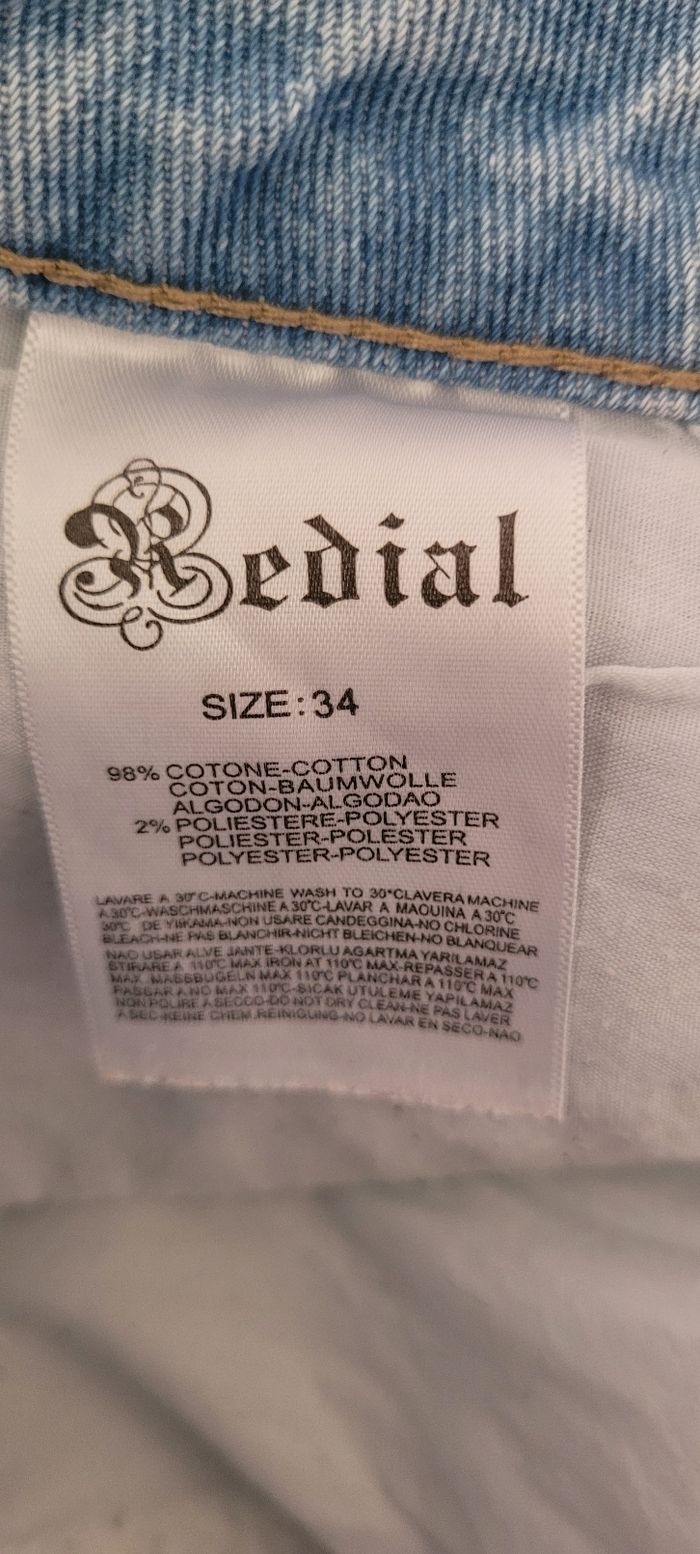 Redial
SIZE:34
98% COTONE-COTTON
COTON-BAUMWOLLE
ALGODON-ALGODAO
2% POLIESTERE-POLYESTER
POLIESTER-POLESTER
POLYESTER-POLYESTER
LAVARE A 30°C-MACHINE WASH TO 30°CLAVERA MACHINE
A 30°C-WASCHMASCHINE A 30°C-LAVAR A MAQUINA A 30°C
30°C DE YIKAMA-NON USARE CANDEGGINA-NO CHLORINE
BLEACH-NE PAS BLANCHIR-NICHT BLEICHEN-NO BLANQUEAR
NAO USAR ALVE JANTE-KLORLU AGARTMA YARILAMAZ
STIRARE A 110°C MAX IRON AT 110°C MAX-REPASSER A 110°C
MAX. MASSBUGELN MAX 110°C PLANCHAR A 110°C MAX
PASSAR A NO MAX 110°C-SICAK UTULEME YAPILAMAZ
NON POLIRE A SECCO-DO NOT DRY CLEAN-NE PAS LAVER
A SEC-KEINE CHEM.REINIGUNG-NO LAVAR EN SECO-NAO